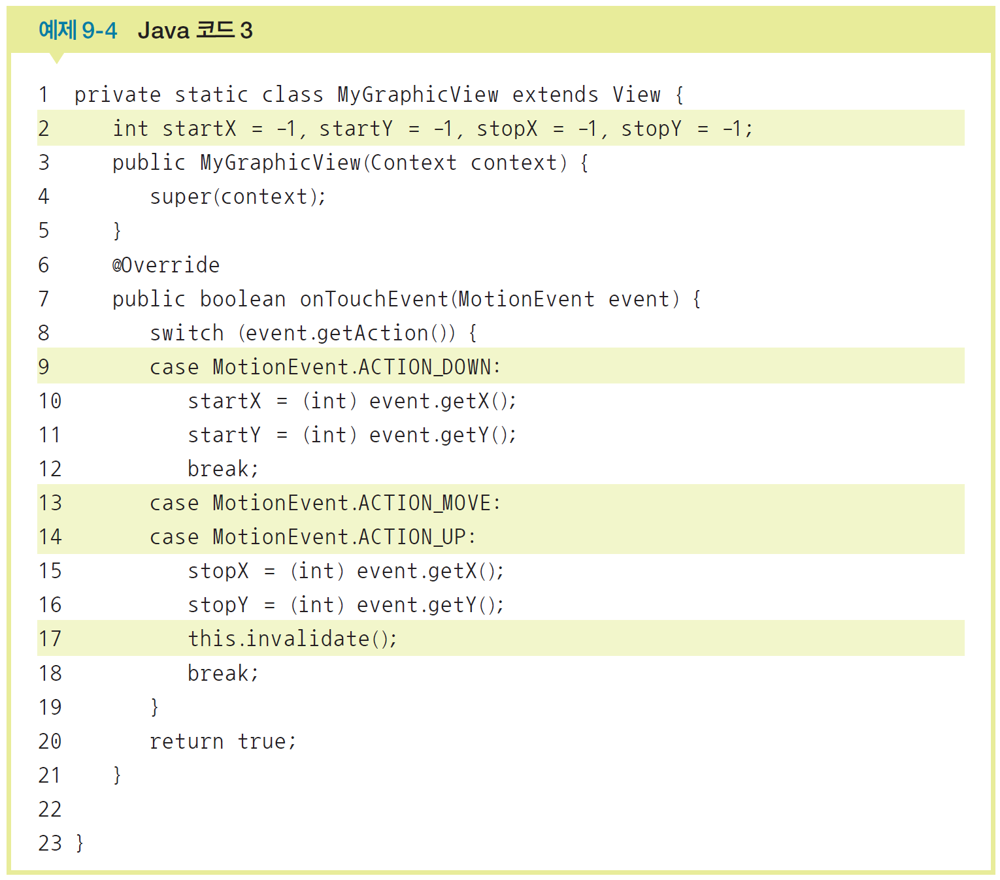 예제 9-4 Java 코드 3
1 private static class MyGraphicView extends View {
2 int startX = -1, startY = -1, stopX = -1, stopY = -1;
3 public MyGraphicView(Context context) {
4 super(context);
5 }
6 @Override
7 public boolean onTouchEvent(MotionEvent event) {
8 switch (event.getAction()) {
9 case MotionEvent.ACTION_DOWN:
10 startX = (int) event.getX();
11 startY = (int) event.getY();
12 break;
13 case MotionEvent.ACTION_MOVE:
14 case MotionEvent.ACTION_UP:
15 stopX = (int) event.getX();
16 stopY = (int) event.getY();
17 this.invalidate();
18 break;
19 }
20 return true;
21 }
22
23 }